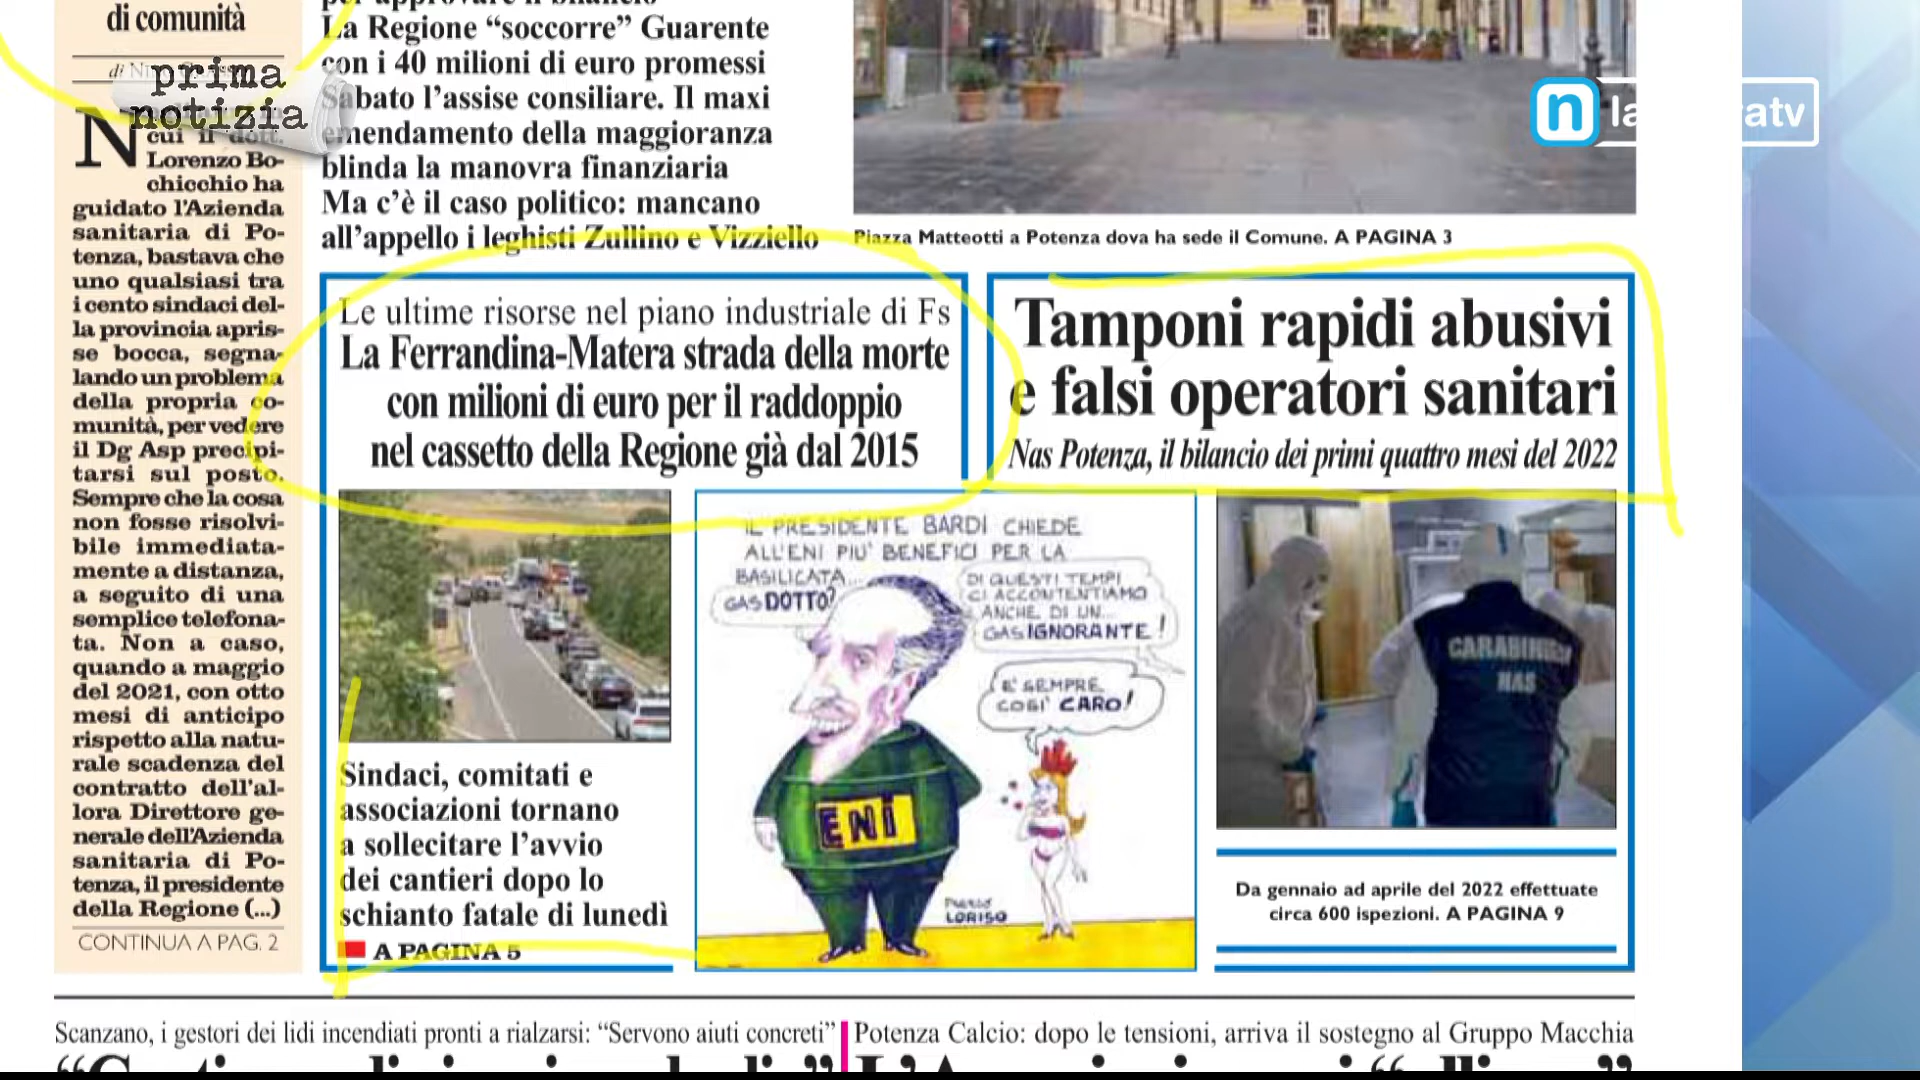 di comunità
di
prima
notizia
N
cui il dott.
Lorenzo Bo-
chicchio ha
guidato l'Azienda
sanitaria di Po-
tenza, bastava che
uno qualsiasi tra
i cento sindaci del-
la provincia apris-
se bocca, segna-
lando un problema
della propria co-
munità, per vedere
il Dg Asp precipi-
tarsi sul posto.
Sempre che la cosa
non fosse risolvi-
bile immediata-
mente a distanza,
a seguito di una
semplice telefona-
ta. Non a caso,
quando a maggio
del 2021, con otto
mesi di anticipo
rispetto alla natu-
rale scadenza del
contratto dell'al-
lora Direttore ge-
nerale dell'Azienda
sanitaria di Po-
tenza, il presidente
della Regione (...)
CONTINUA A PAG. 2
per approvare il bilancio
La Regione “soccorre” Guarente
con i 40 milioni di euro promessi
Sabato l’assise consiliare. Il maxi
emendamento della maggioranza
blinda la manovra finanziaria
Ma c’è il caso politico: mancano
all’appello i leghisti Zullino e Vizziello
n
la
ratv
Piazza Matteotti a Potenza dova ha sede il Comune. A PAGINA 3
Le ultime risorse nel piano industriale di Fs
La Ferrandina-Matera strada della morte
con milioni di euro per il raddoppio
nel cassetto della Regione già dal 2015
Sindaci, comitati e
associazioni tornano
a sollecitare l’avvio
dei cantieri dopo lo
schianto fatale di lunedì
A PAGINA 5
IL PRESIDENTE BARDI CHIEDE
ALL'ENI PIU' BENEFICI PER LA
BASILICATA...
GASDOTTO?
DI QUESTI TEMPI
CI ACCONTENTIAMO
ANCHE DI UN...
GASIGNORANTE!
E' SEMPRE
COSI' CARO!
ENI
LORISO
Tamponi rapidi abusivi
e falsi operatori sanitari
Nas Potenza, il bilancio dei primi quattro mesi del 2022
CARABINIERI
NAS
Da gennaio ad aprile del 2022 effettuate
circa 600 ispezioni. A PAGINA 9
Scanzano, i gestori dei lidi incendiati pronti a rialzarsi: “Servono aiuti concreti”
Potenza Calcio: dopo le tensioni, arriva il sostegno al Gruppo Macchia